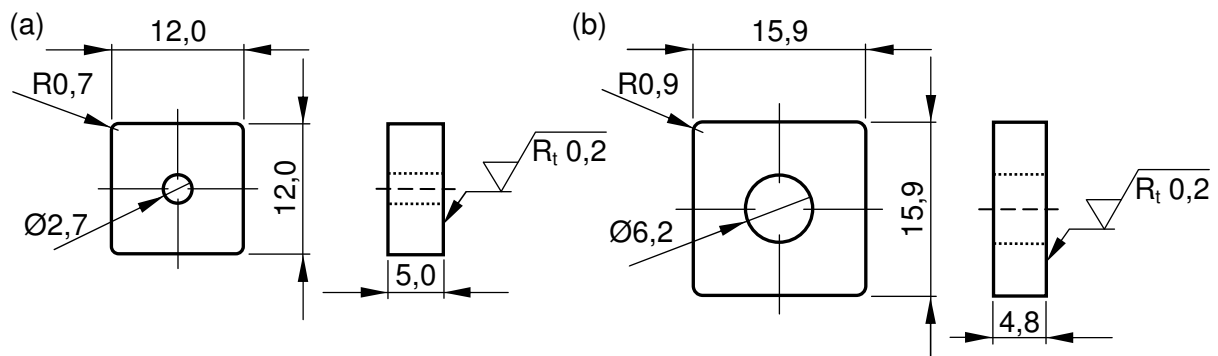 (a)
12,0
R0,7
12,0
Ø2,7
5,0
Rt 0,2
(b)
15,9
R0,9
15,9
Ø6,2
4,8
Rt 0,2